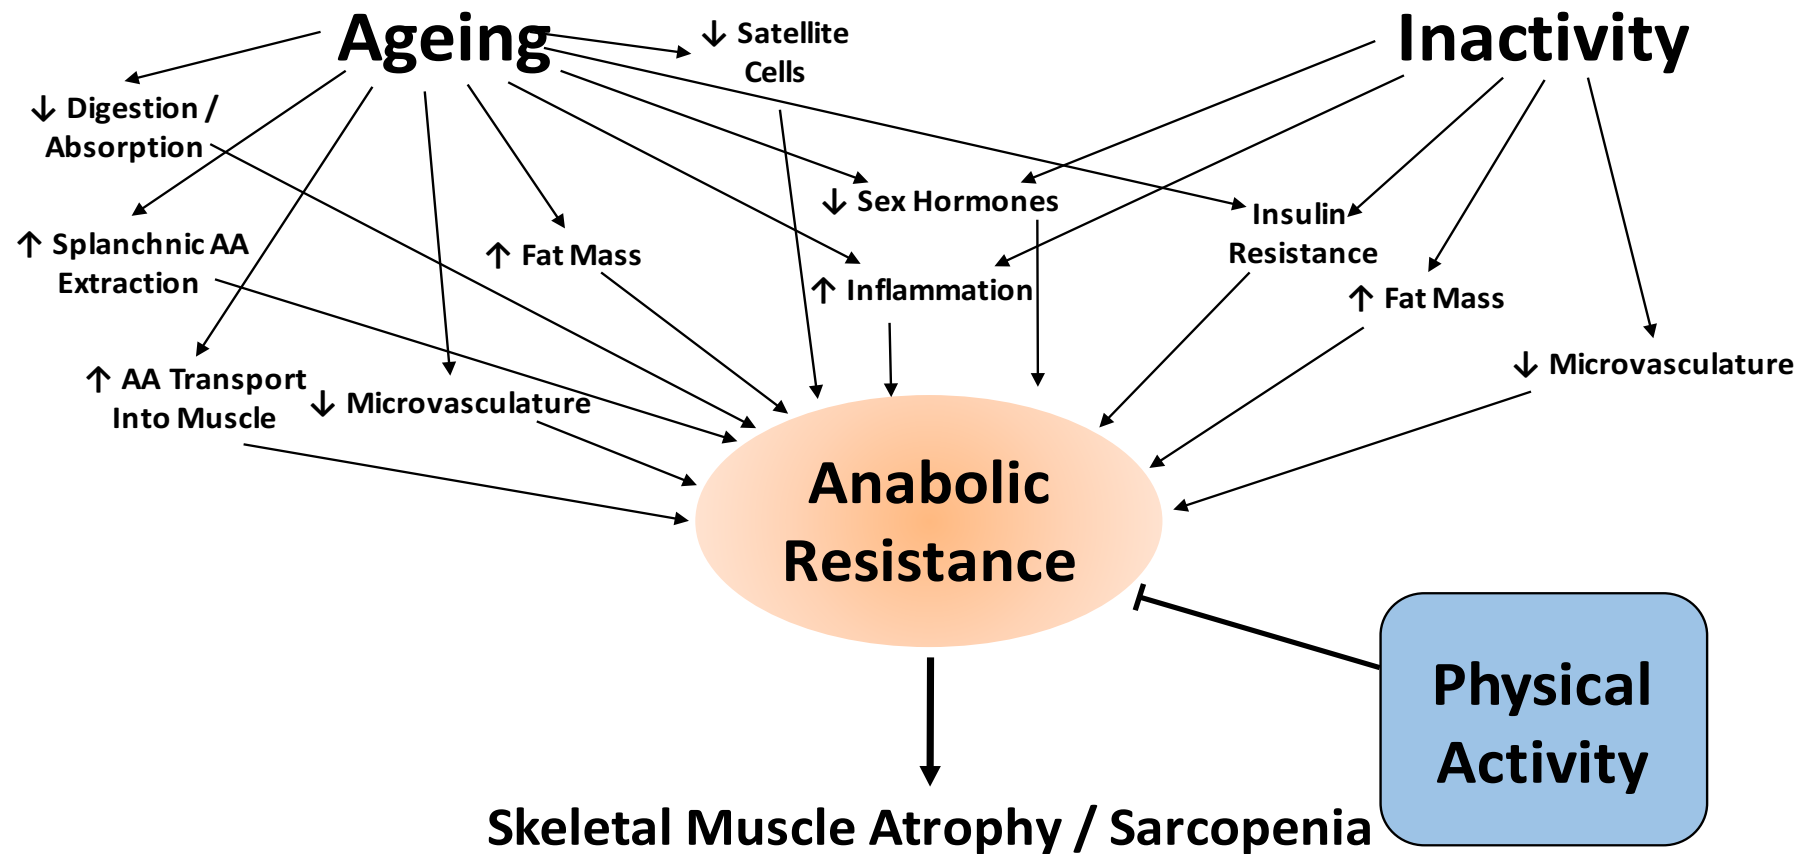 Ageing
Inactivity
↓ Satellite
Cells
↓ Digestion /
Absorption
↓ Sex Hormones
Insulin
Resistance
↑ Splanchnic AA
Extraction
↑ Fat Mass
↑ Inflammation
↑ Fat Mass
↑ AA Transport
Into Muscle
↓ Microvasculature
↓ Microvasculature
Anabolic
Resistance
Physical
Activity
Skeletal Muscle Atrophy / Sarcopenia